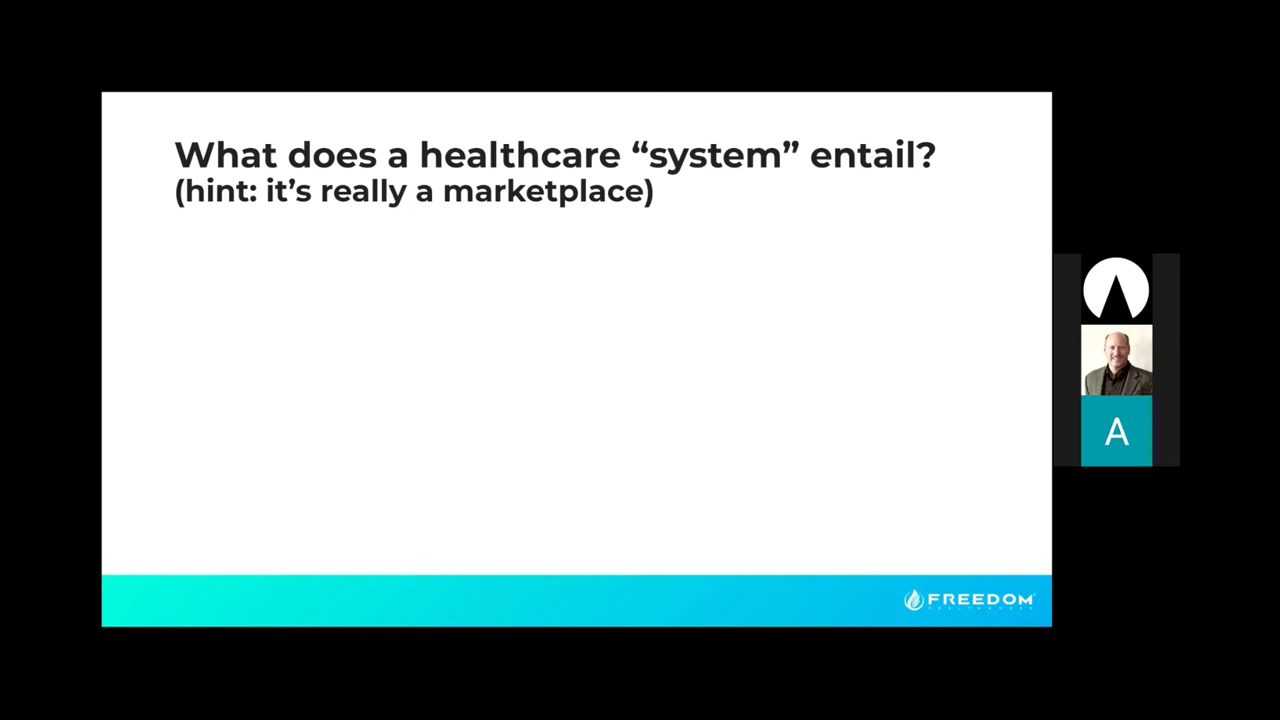 What does a healthcare “system” entail?
(hint: it’s really a marketplace)
A
FREEDOM